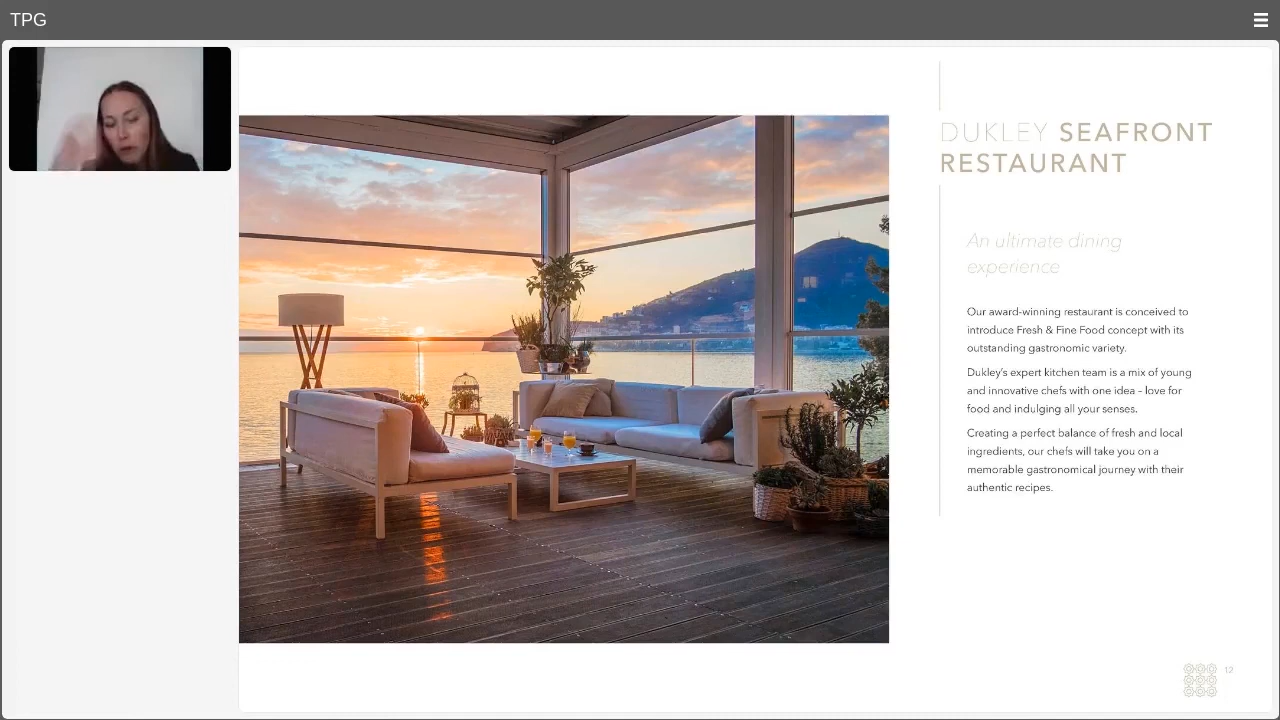 TPG
DUKLEY SEAFRONT
RESTAURANT
An ultimate dining
experience
Our award-winning restaurant is conceived to
introduce Fresh & Fine Food concept with its
outstanding gastronomic variety.
Dukley's expert kitchen team is a mix of young
and innovative chefs with one idea – love for
food and indulging all your senses.
Creating a perfect balance of fresh and local
ingredients, our chefs will take you on a
memorable gastronomical journey with their
authentic recipes.
12